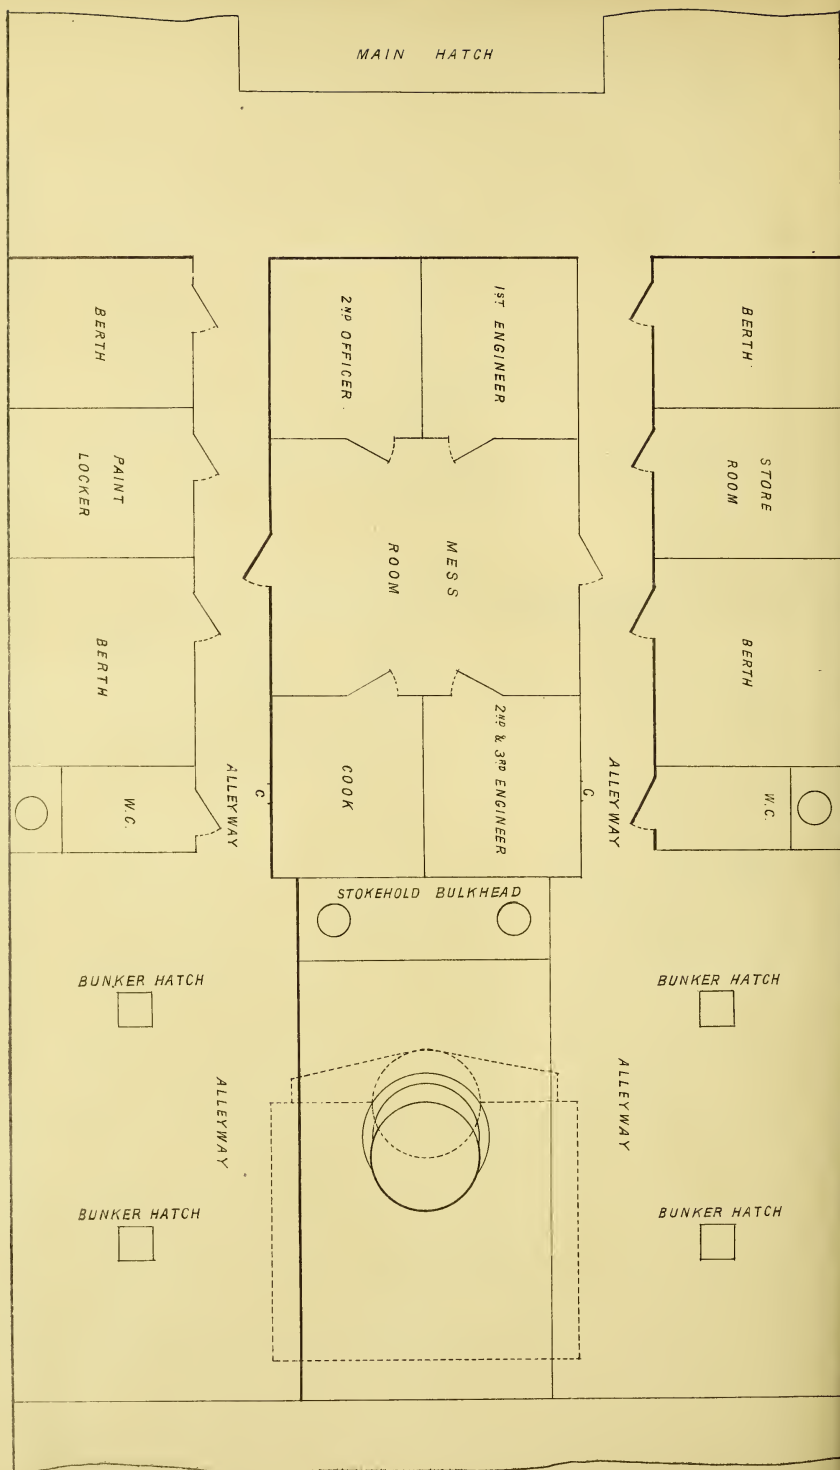 MAIN HATCH
BERTH
2ND OFFICER
1ST ENGINEER
BERTH
PAINT
LOCKER
MESS
ROOM
STORE
ROOM
BERTH
BERTH
W.C.
ALLEYWAY
C
COOK
2ND & 3RD ENGINEER
C
ALLEYWAY
W.C.
STOKEHOLD BULKHEAD
BUNKER HATCH
BUNKER HATCH
ALLEYWAY
ALLEYWAY
BUNKER HATCH
BUNKER HATCH